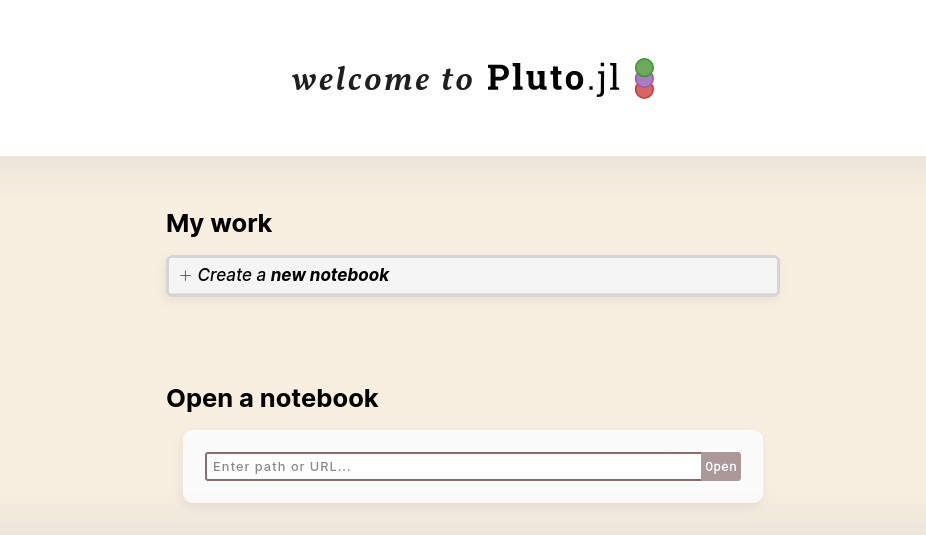 welcome to Pluto.jl
My work
+ Create a new notebook
Open a notebook
Enter path or URL... Open